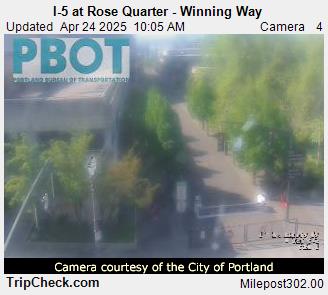 I-5 at Rose Quarter - Winning Way
Updated Apr 24 2025 10:05 AM Camera 4
PBOT
PORTLAND BUREAU OF TRANSPORTATION
Camera courtesy of the City of Portland
TripCheck.com Milepost302.00